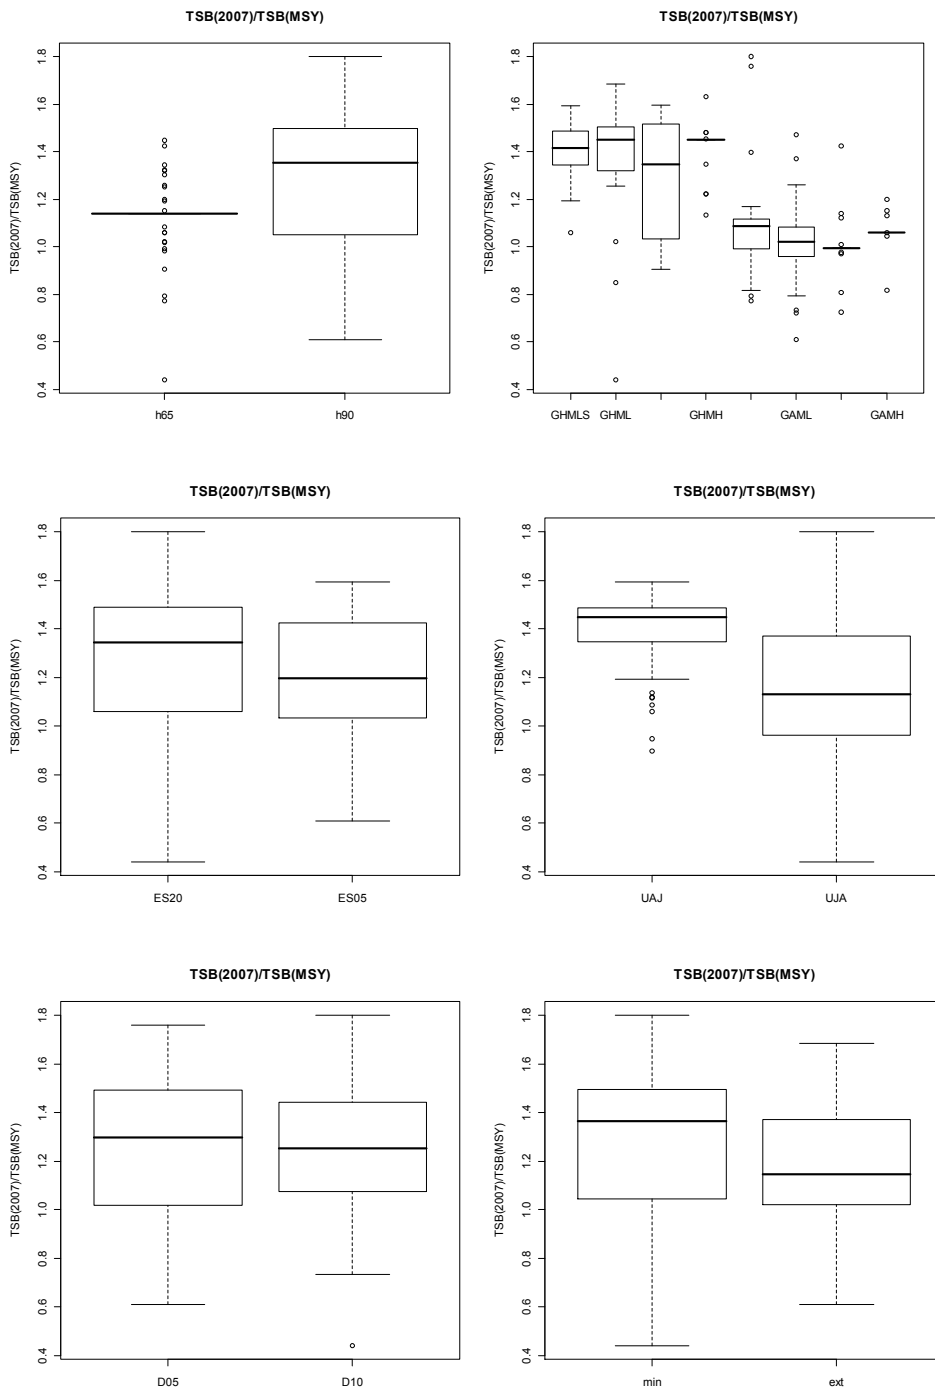 TSB(2007)/TSB(MSY)
TSB(2007)/TSB(MSY)
1.8
1.6
1.4
1.2
1.0
0.8
0.6
0.4
h65 h90
TSB(2007)/TSB(MSY)
TSB(2007)/TSB(MSY)
1.8
1.6
1.4
1.2
1.0
0.8
0.6
0.4
GHMLS GHML GHMH GAML GAMH
TSB(2007)/TSB(MSY)
TSB(2007)/TSB(MSY)
1.8
1.6
1.4
1.2
1.0
0.8
0.6
0.4
ES20 ES05
TSB(2007)/TSB(MSY)
TSB(2007)/TSB(MSY)
1.8
1.6
1.4
1.2
1.0
0.8
0.6
0.4
UAJ UJA
TSB(2007)/TSB(MSY)
TSB(2007)/TSB(MSY)
1.8
1.6
1.4
1.2
1.0
0.8
0.6
0.4
D05 D10
TSB(2007)/TSB(MSY)
TSB(2007)/TSB(MSY)
1.8
1.6
1.4
1.2
1.0
0.8
0.6
0.4
min ext